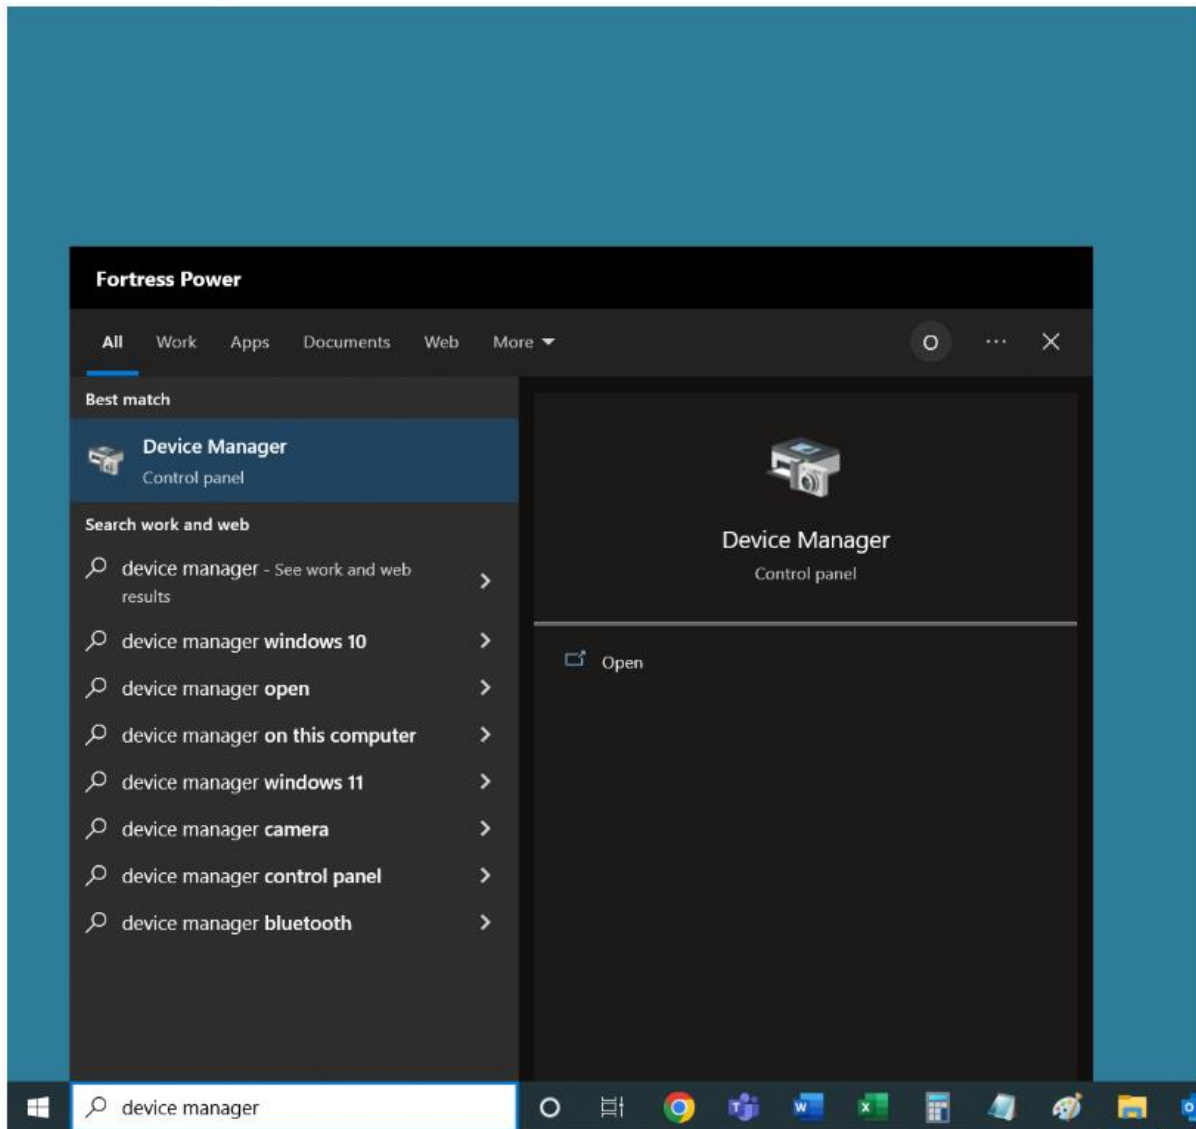 Fortress Power
All Work Apps Documents Web More
O ...
Best match
Device Manager
Control panel
Search work and web
device manager - See work and web
results
device manager windows 10
device manager open
device manager on this computer
device manager windows 11
device manager camera
device manager control panel
device manager bluetooth
Device Manager
Control panel
Open
device manager